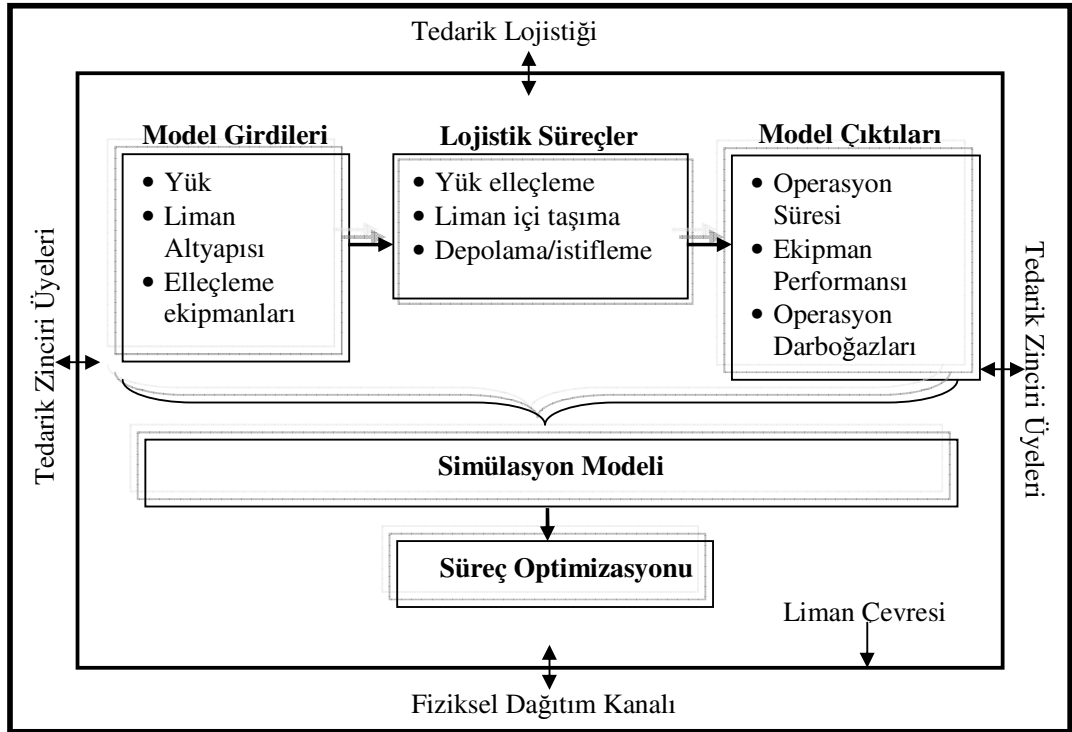 Tedarik Lojistiği
Model Girdileri
• Yük
• Liman
Altyapısı
• Elleçleme
ekipmanları
Lojistik Süreçler
• Yük elleçleme
• Liman içi taşıma
• Depolama/istifleme
Model Çıktıları
• Operasyon
Süresi
• Ekipman
Performansı
• Operasyon
Darboğazları
Tedarik Zinciri Üyeleri
Tedarik Zinciri Üyeleri
Simülasyon Modeli
Süreç Optimizasyonu
Liman Çevresi
Fiziksel Dağıtım Kanalı